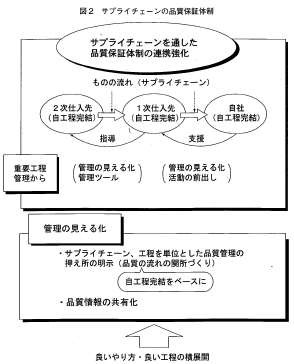 図２　サプライチェーンの品質保証体制
サプライチェーンを通した
品質保証体制の連携強化
ものの流れ（サプライチェーン）
２次仕入先
（自工程完結）
１次仕入先
（自工程完結）
自社
（自工程完結）
指導
支援
重要工程
管理から
（管理の見える化
管理ツール）
（管理の見える化
活動の前出し）
管理の見える化
・サプライチェーン、工程を単位とした品質管理の
押え所の明示（品質の流れの関所づくり）
自工程完結をベースに
・品質情報の共有化
良いやり方・良い工程の積展開